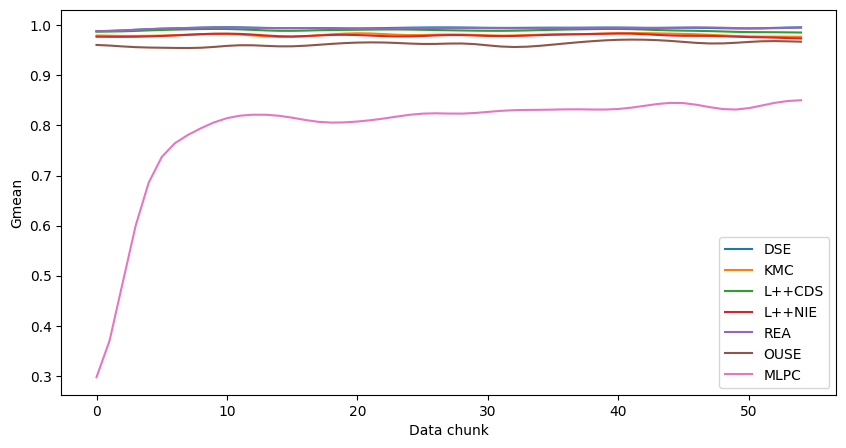 1.0
0.9
0.8
0.7
0.6
0.5
0.4
0.3
Gmean
0 10 20 30 40 50
Data chunk
DSE
KMC
L++CDS
L++NIE
REA
OUSE
MLPC